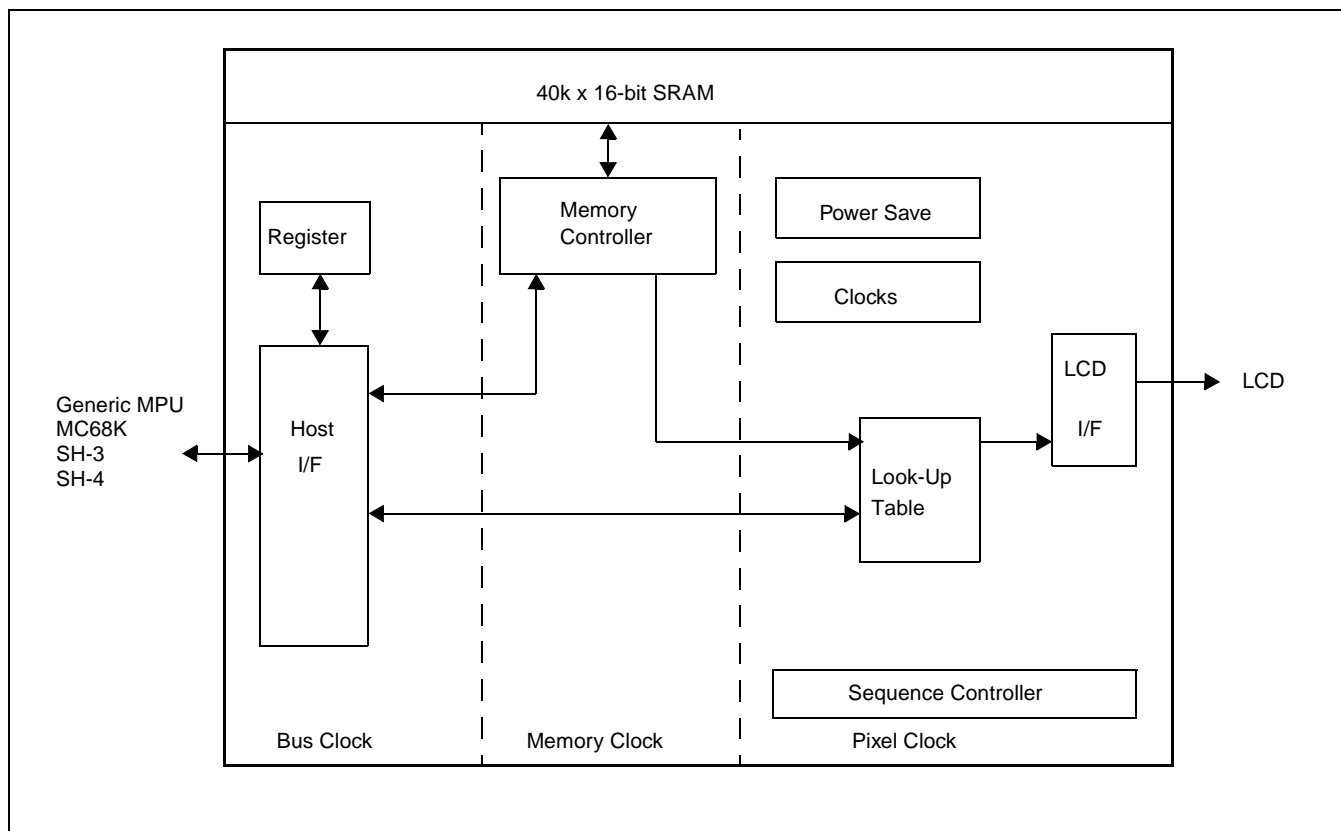 40k x 16-bit SRAM
Register
Memory
Controller
Power Save
Clocks
Generic MPU
MC68K
SH-3
SH-4
Host
I/F
LCD
I/F
LCD
Look-Up
Table
Sequence Controller
Bus Clock
Memory Clock
Pixel Clock